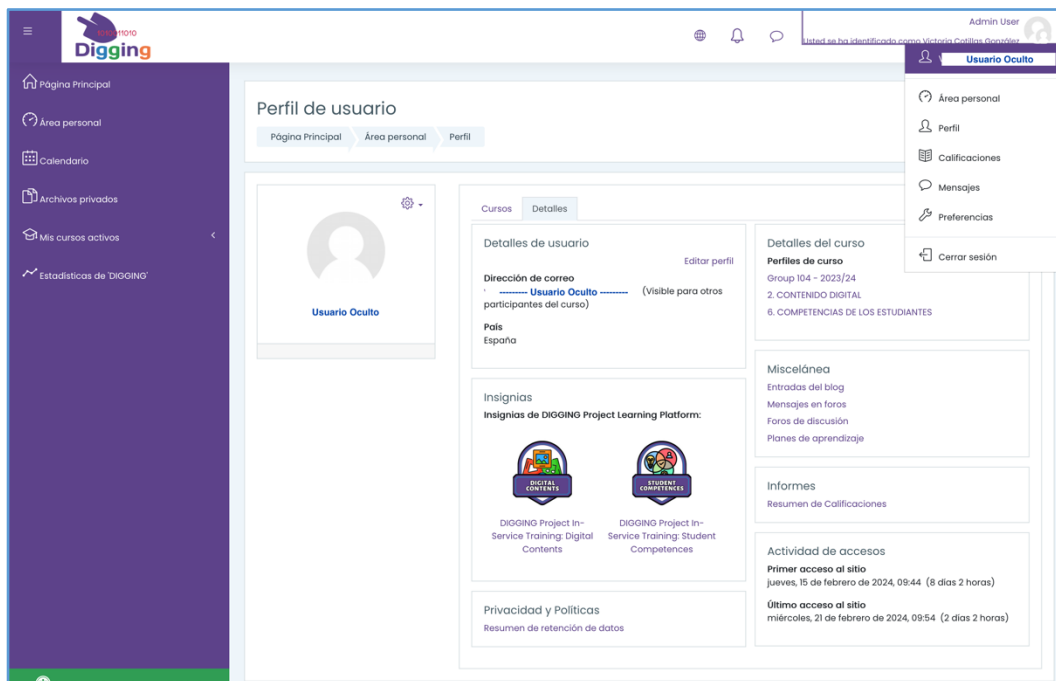 1010011010
Digging
Admin User
Usted se ha identificado como Victoria Cotillas González
Usuario Oculto
Área personal
Perfil
Calificaciones
Mensajes
Preferencias
Cerrar sesión
Página Principal
Área personal
Calendario
Archivos privados
Mis cursos activos
Estadísticas de 'DIGGING'
Perfil de usuario
Página Principal
Área personal
Perfil
Usuario Oculto
Cursos
Detalles
Detalles de usuario
Editar perfil
Dirección de correo
--------- Usuario Oculto --------- (Visible para otros
participantes del curso)
País
España
Insignias
Insignias de DIGGING Project Learning Platform:
DIGITAL
CONTENTS
STUDENT
COMPETENCES
DIGGING Project In-
Service Training: Digital
Contents
DIGGING Project In-
Service Training: Student
Competences
Privacidad y Políticas
Resumen de retención de datos
Detalles del curso
Perfiles de curso
Group 104 - 2023/24
2. CONTENIDO DIGITAL
6. COMPETENCIAS DE LOS ESTUDIANTES
Miscelánea
Entradas del blog
Mensajes en foros
Foros de discusión
Planes de aprendizaje
Informes
Resumen de Calificaciones
Actividad de accesos
Primer acceso al sitio
jueves, 15 de febrero de 2024, 09:44 (8 días 2 horas)
Último acceso al sitio
miércoles, 21 de febrero de 2024, 09:54 (2 días 2 horas)